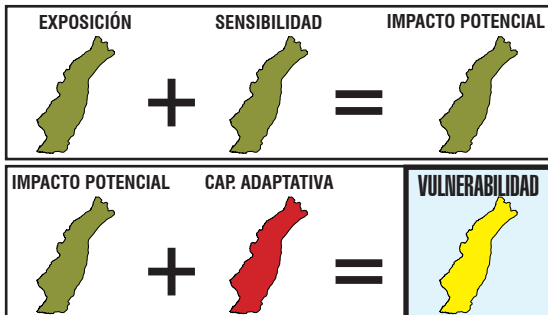 EXPOSICIÓN SENSIBILIDAD IMPACTO POTENCIAL
+ =
IMPACTO POTENCIAL CAP. ADAPTATIVA VULNERABILIDAD
+ =